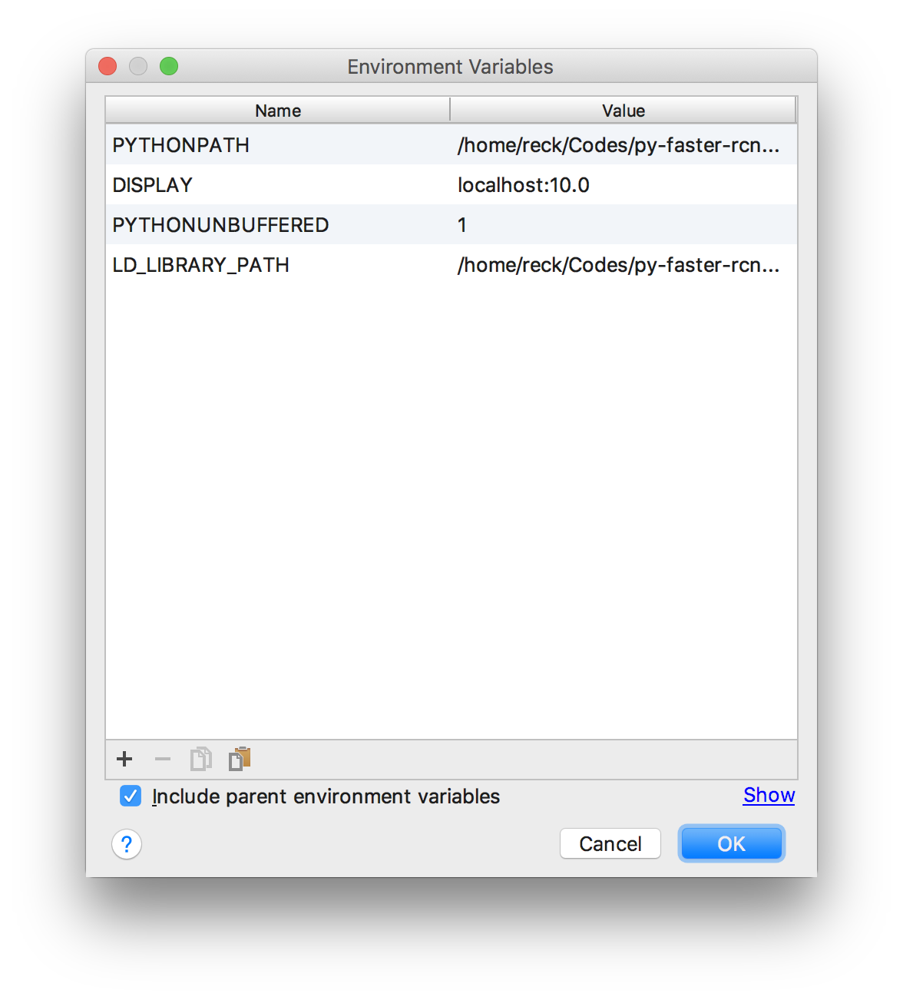 Environment Variables
Name Value
PYTHONPATH /home/reck/Codes/py-faster-rcn...
DISPLAY localhost:10.0
PYTHONUNBUFFERED 1
LD_LIBRARY_PATH /home/reck/Codes/py-faster-rcn...
Include parent environment variables Show
? Cancel OK